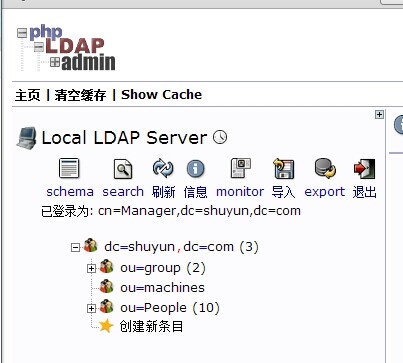 php
LDAP
admin
主页 | 清空缓存 | Show Cache
Local LDAP Server
schema search 刷新 信息 monitor 导入 export 退出
已登录为: cn=Manager,dc=shuyun,dc=com
dc=shuyun,dc=com (3)
ou=group (2)
ou=machines
ou=People (10)
创建新条目